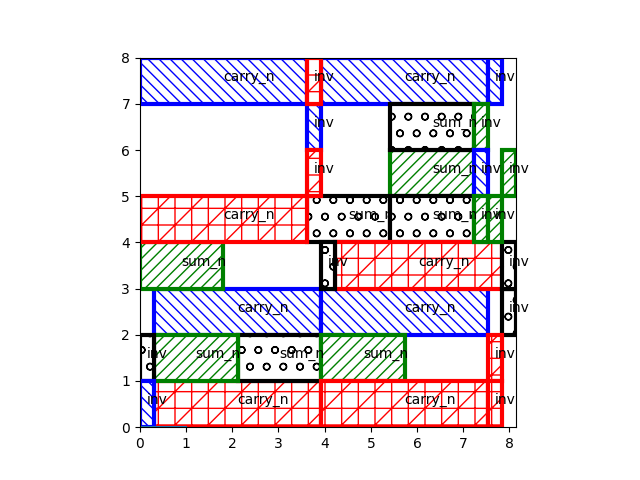 8
carry_n inv carry_n inv
7
inv sum_n inv
6
inv sum_n inv inv
5
carry_n sum_n sum_n inv inv
4
sum_n inv carry_n inv
3
carry_n carry_n inv
2
inv sum_n sum_n sum_n inv
1
inv carry_n carry_n inv
0
0 1 2 3 4 5 6 7 8